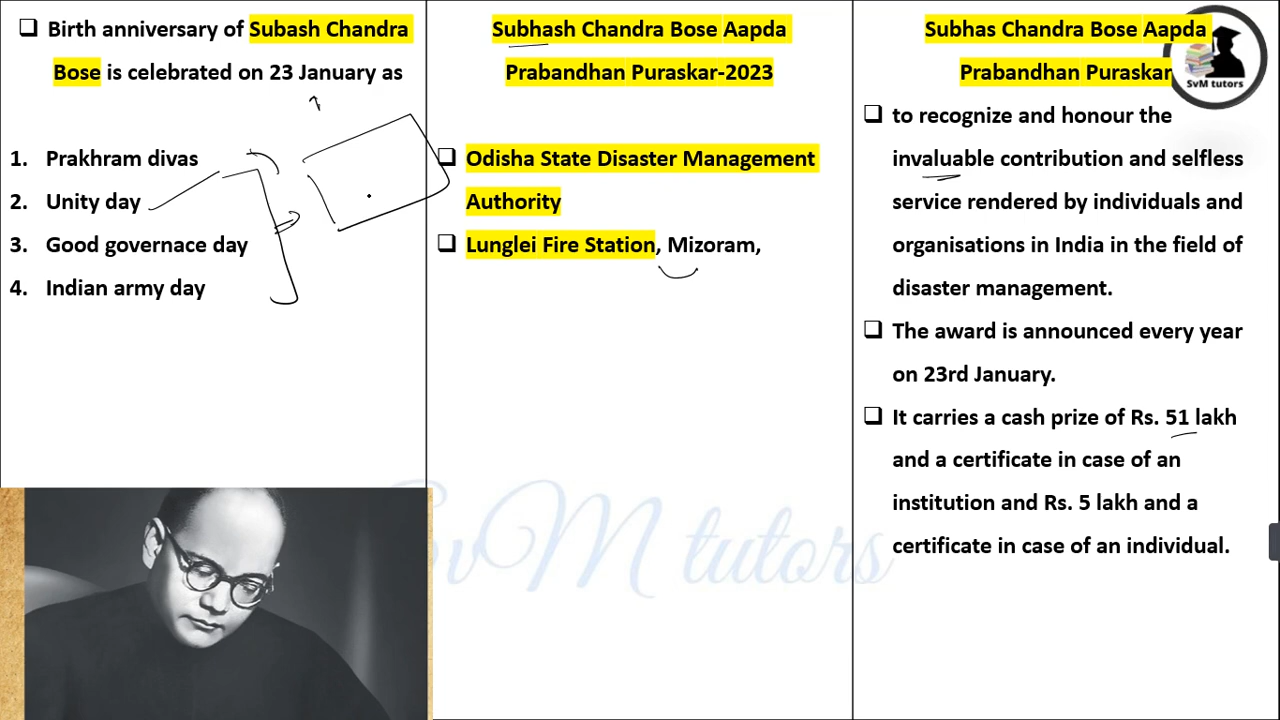 ❑ Birth anniversary of Subash Chandra
Bose is celebrated on 23 January as
1. Prakhram divas
2. Unity day
3. Good governace day
4. Indian army day
Subhash Chandra Bose Aapda
Prabandhan Puraskar-2023
❑ Odisha State Disaster Management
Authority
❑ Lunglei Fire Station, Mizoram,
Subhas Chandra Bose Aapda
Prabandhan Puraskar
❑ to recognize and honour the
invaluable contribution and selfless
service rendered by individuals and
organisations in India in the field of
disaster management.
❑ The award is announced every year
on 23rd January.
❑ It carries a cash prize of Rs. 51 lakh
and a certificate in case of an
institution and Rs. 5 lakh and a
certificate in case of an individual.
SvM tutors
SvM tutors